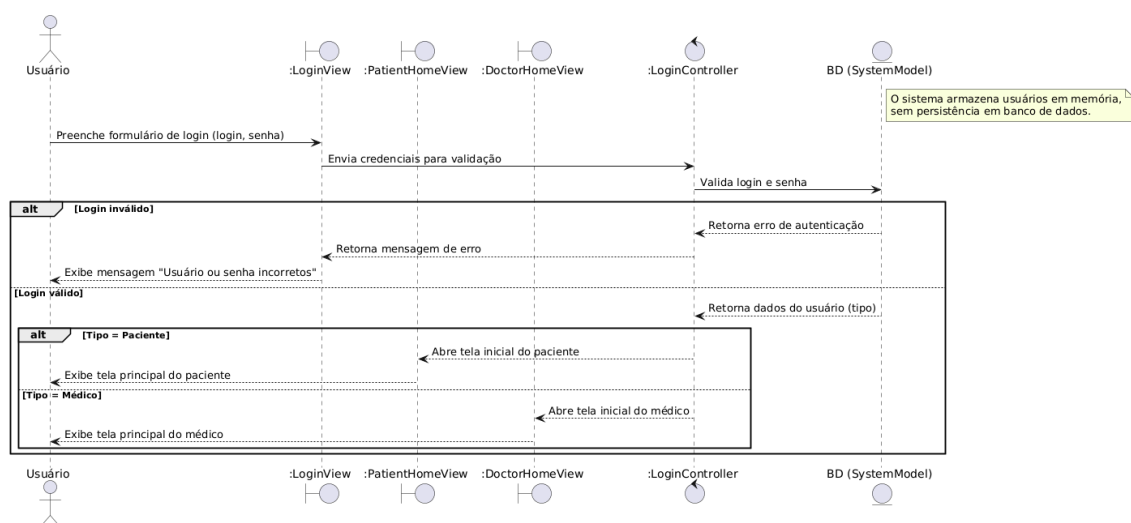 Usuário
:LoginView
:PatientHomeView
:DoctorHomeView
:LoginController
BD (SystemModel)
O sistema armazena usuários em memória,
sem persistência em banco de dados.
Preenche formulário de login (login, senha)
Envia credenciais para validação
Valida login e senha
alt [Login inválido]
Retorna erro de autenticação
Retorna mensagem de erro
Exibe mensagem "Usuário ou senha incorretos"
[Login válido]
Retorna dados do usuário (tipo)
alt [Tipo = Paciente]
Abre tela inicial do paciente
Exibe tela principal do paciente
[Tipo = Médico]
Abre tela inicial do médico
Exibe tela principal do médico
Usuário
:LoginView
:PatientHomeView
:DoctorHomeView
:LoginController
BD (SystemModel)